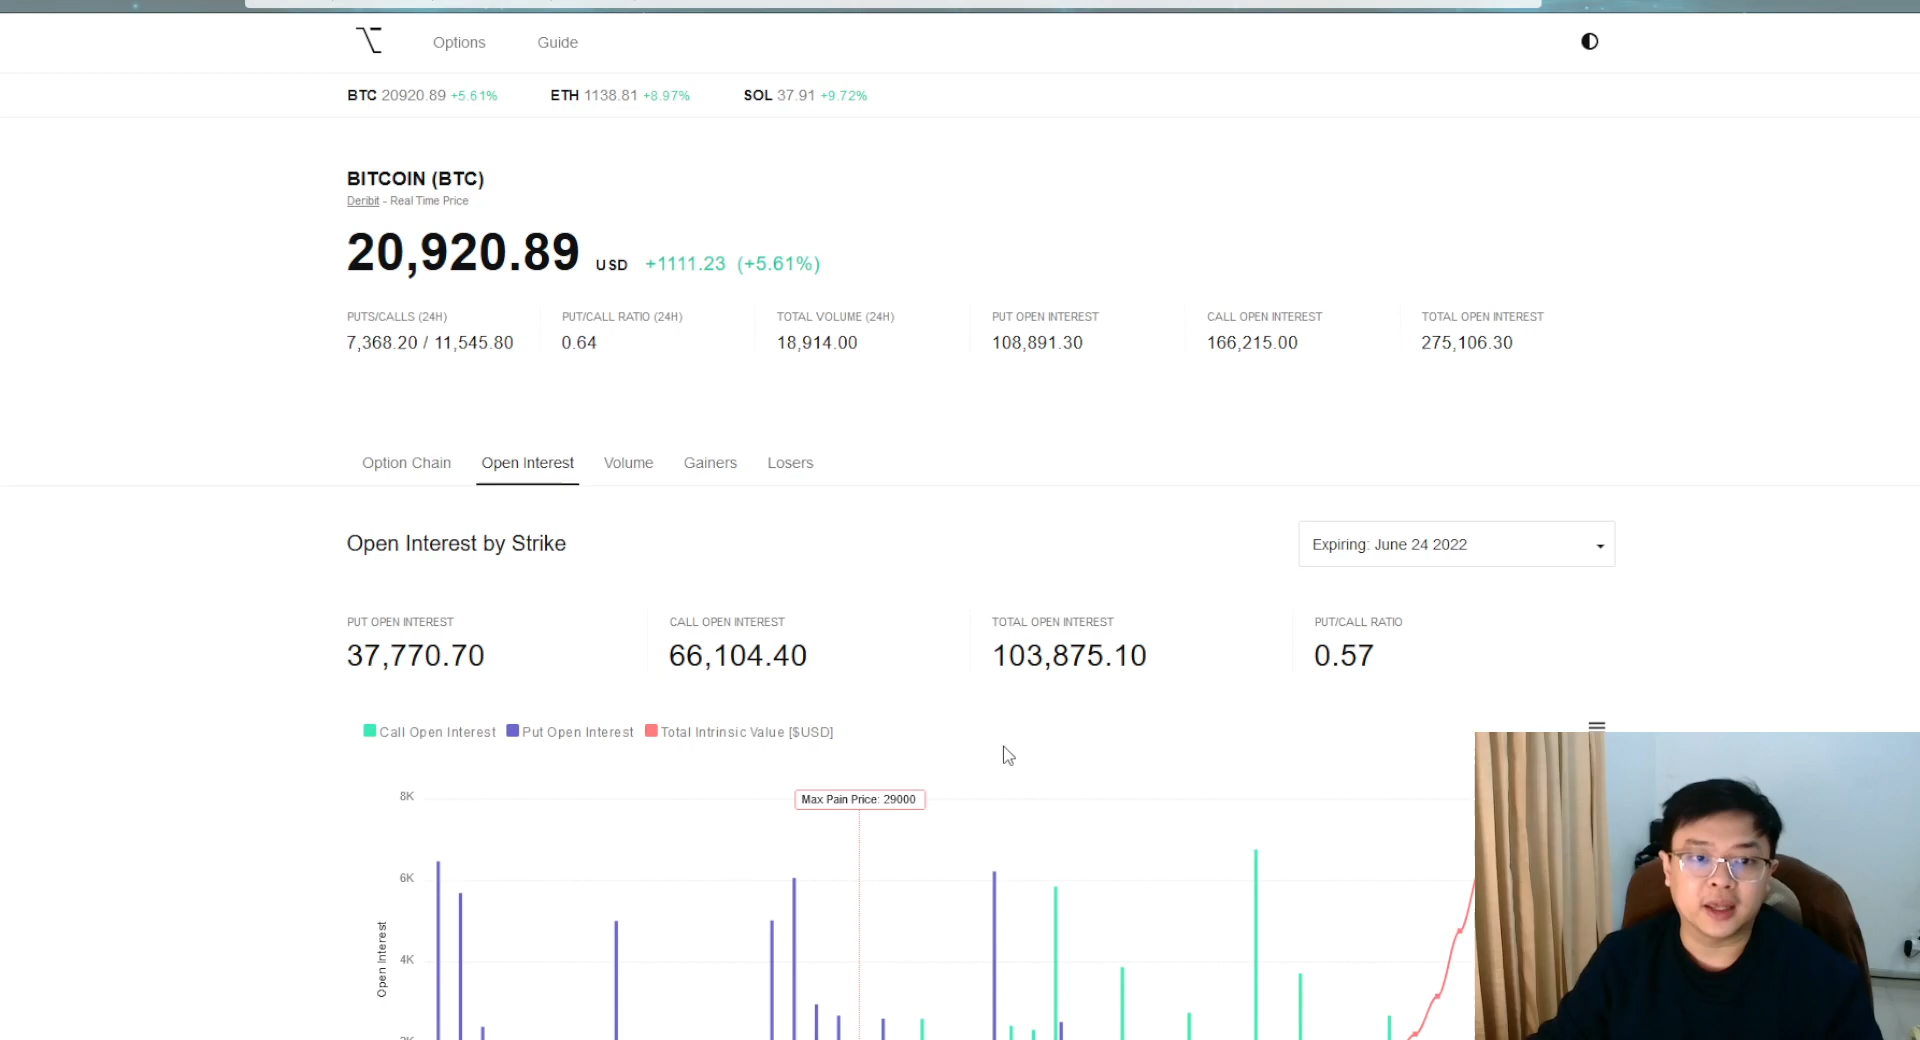 Options Guide
BTC 20920.89 +5.61% ETH 1138.81 +8.97% SOL 37.91 +9.72%
BITCOIN (BTC)
Deribit - Real Time Price
20,920.89 USD +1111.23 (+5.61%)
PUTS/CALLS (24H) PUT/CALL RATIO (24H) TOTAL VOLUME (24H) PUT OPEN INTEREST CALL OPEN INTEREST TOTAL OPEN INTEREST
7,368.20 / 11,545.80 0.64 18,914.00 108,891.30 166,215.00 275,106.30
Option Chain Open Interest Volume Gainers Losers
Open Interest by Strike Expiring: June 24 2022
PUT OPEN INTEREST CALL OPEN INTEREST TOTAL OPEN INTEREST PUT/CALL RATIO
37,770.70 66,104.40 103,875.10 0.57
Call Open Interest Put Open Interest Total Intrinsic Value [$USD]
8K
Max Pain Price: 29000
6K
4K
Open Interest